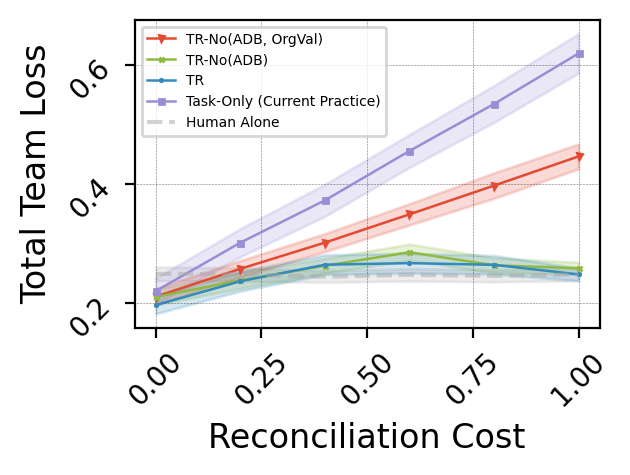 TR-No(ADB, OrgVal)
TR-No(ADB)
TR
Task-Only (Current Practice)
Human Alone
Total Team Loss
0.6
0.4
0.2
0.00
0.25
0.50
0.75
1.00
Reconciliation Cost